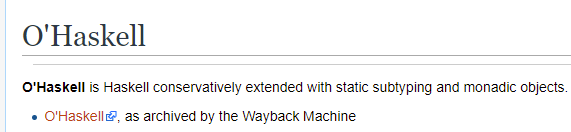 O'Haskell
O'Haskell is Haskell conservatively extended with static subtyping and monadic objects.
O'Haskell, as archived by the Wayback Machine